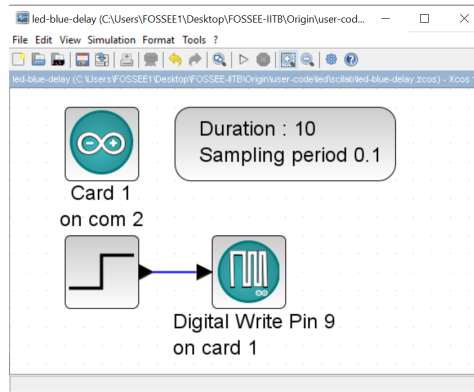 led-blue-delay (C:\Users\FOSSEE1\Desktop\FOSSEE-IITB\Origin\user-cod...
File Edit View Simulation Format Tools ?
led-blue-delay (C:\Users\FOSSEE1\Desktop\FOSSEE-IITB\Origin\user-code\led\scilab\led-blue-delay.zcos) - Xcos
Duration : 10
Sampling period 0.1
Card 1
on com 2
Digital Write Pin 9
on card 1